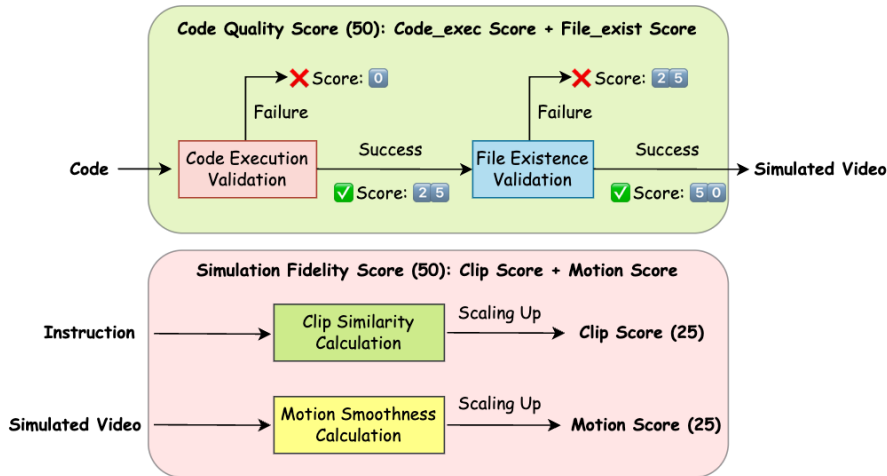 Code Quality Score (50): Code_exec Score + File_exist Score
❌ Score: 0
❌ Score: 25
Failure
Failure
Code
Code Execution
Validation
Success
✅ Score: 25
File Existence
Validation
Success
✅ Score: 50
Simulated Video
Simulation Fidelity Score (50): Clip Score + Motion Score
Instruction
Clip Similarity
Calculation
Scaling Up
Clip Score (25)
Simulated Video
Motion Smoothness
Calculation
Scaling Up
Motion Score (25)